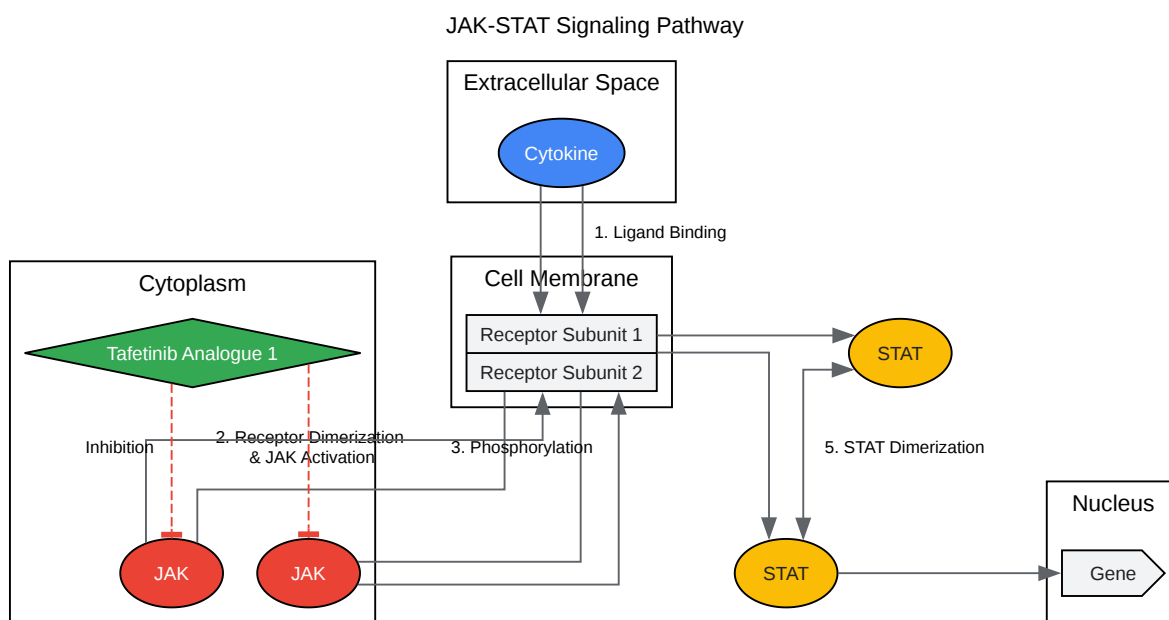 JAK-STAT Signaling Pathway
Extracellular Space
Cytokine
1. Ligand Binding
Cytoplasm
Cell Membrane
Tafetinib Analogue 1
Receptor Subunit 1
Receptor Subunit 2
STAT
Inhibition
2. Receptor Dimerization
& JAK Activation
3. Phosphorylation
5. STAT Dimerization
Nucleus
JAK
JAK
STAT
Gene